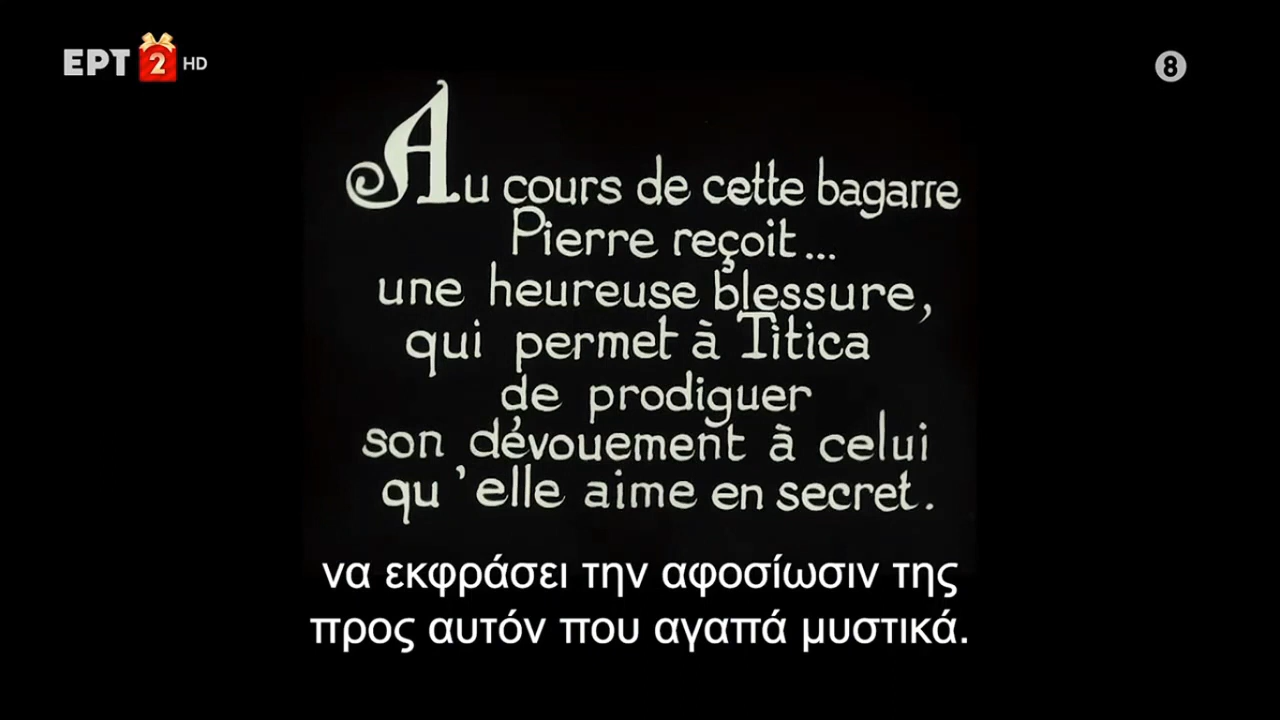 ΕΡΤ 2 HD
8
Au cours de cette bagarre
Pierre reçoit...
une heureuse blessure,
qui permet à Titica
de prodiguer
son dévouement à celui
qu'elle aime en secret.
να εκφράσει την αφοσίωσιν της
προς αυτόν που αγαπά μυστικά.